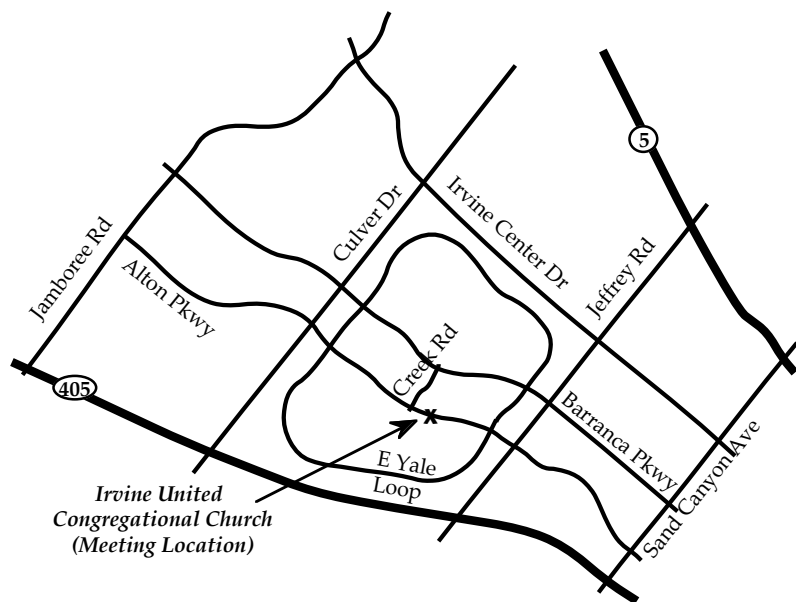 5
Culver Dr
Irvine Center Dr
Jamboree Rd
Jeffrey Rd
Alton Pkwy
Creek Rd
405
Barranca Pkwy
x
Sand Canyon Ave
E Yale
Loop
Irvine United
Congregational Church
(Meeting Location)